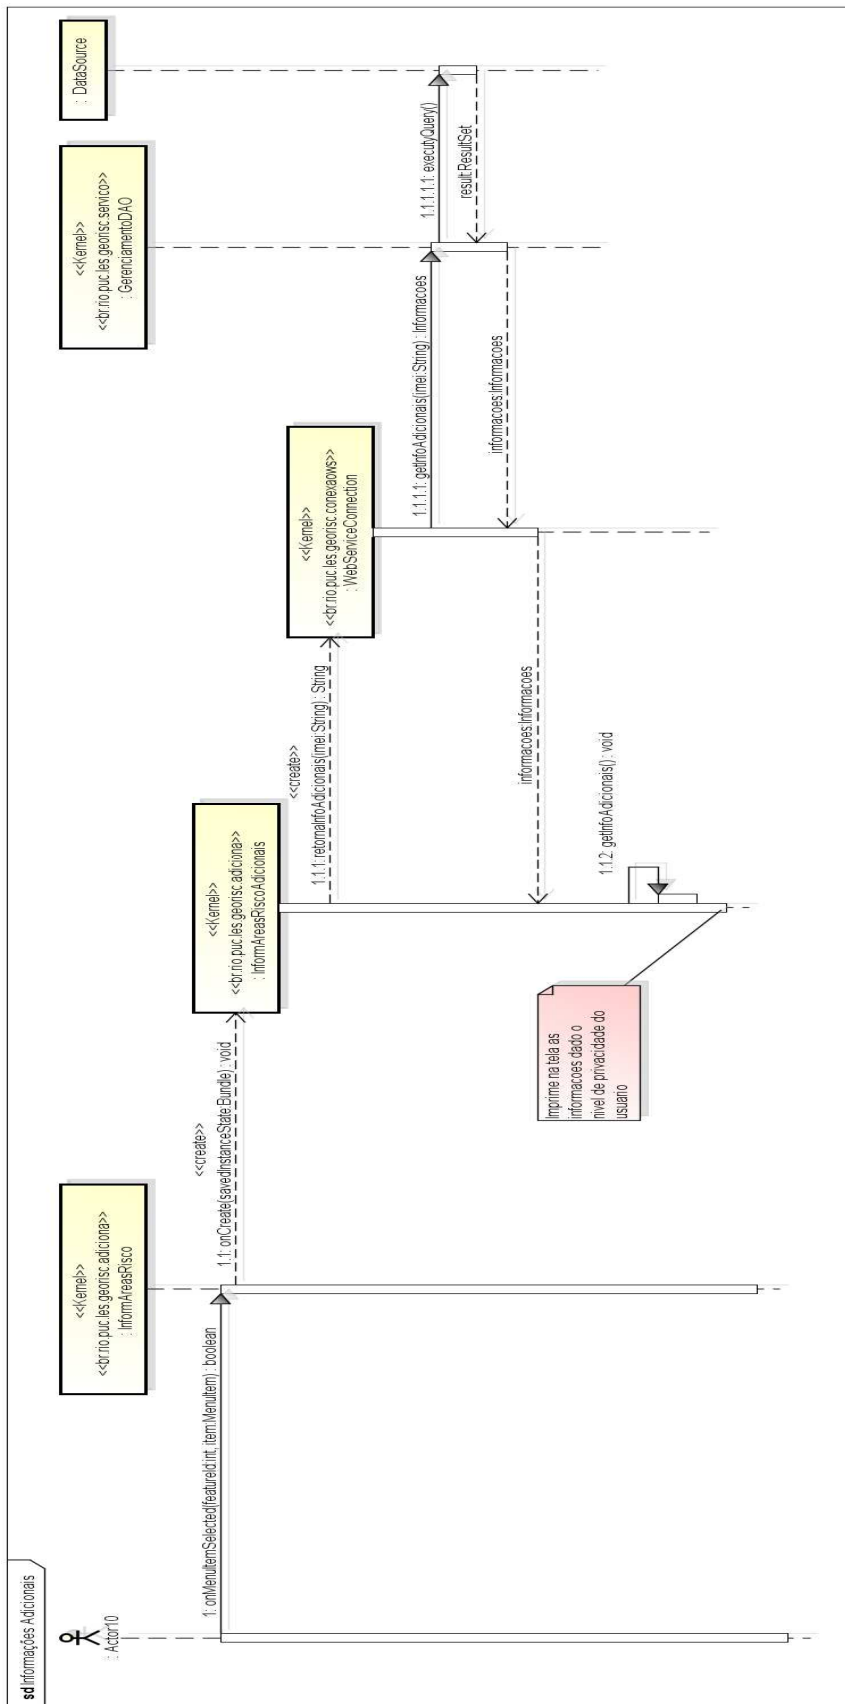 sd Informações Adicionais
: Actor10
<<Kernel>>
<<br.rio.puc.les.georisc.adiciona>>
: InformAreasRisco
<<Kernel>>
<<br.rio.puc.les.georisc.adiciona>>
: InformAreasRiscoAdicionais
<<Kernel>>
<<br.rio.puc.les.georisc.conexaows>>
: WebServiceConnection
<<Kernel>>
<<br.rio.puc.les.georisc.servico>>
: GerenciamentoDAO
: DataSource
1: onMenuItemSelected(featureId:int, item:MenuItem) : boolean
<<create>>
1.1: onCreate(savedInstanceState:Bundle) : void
<<create>>
1.1.1: retornaInfoAdicionais(imei:String) : String
1.1.1.1: getInfoAdicionais(imei:String) : Informacoes
1.1.1.1.1: executyQuery()
result:ResultSet
informacoes:Informacoes
informacoes:Informacoes
1.1.2: getInfoAdicionais() : void
Imprime na tela as
informacoes dado o
nivel de privacidade do
usuario